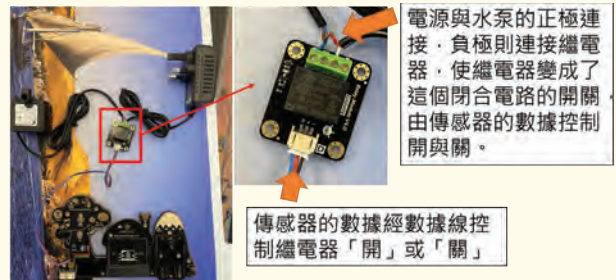 電源與水泵的正極連
接，負極則連接繼電
器，使繼電器變成了
這個閉合電路的開關，
由傳感器的數據控制
開與關。
傳感器的數據經數據線控
制繼電器「開」或「關」